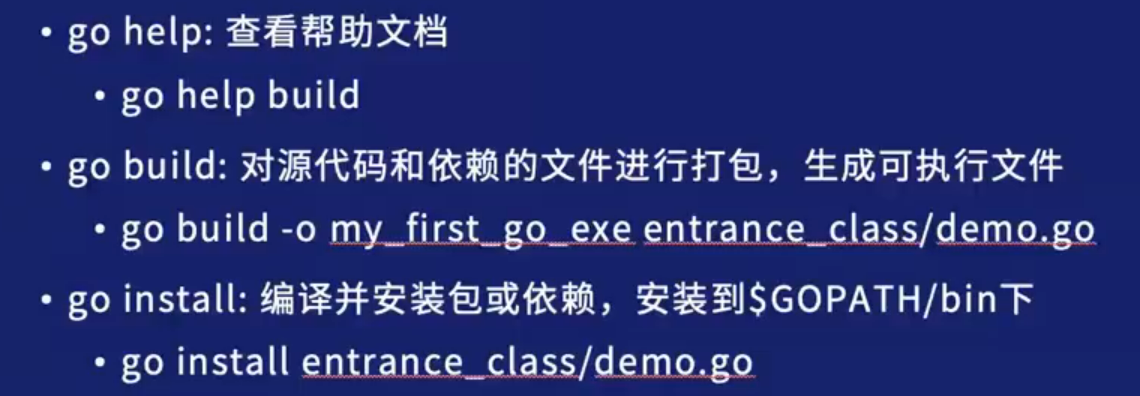 • go help: 查看帮助文档
• go help build
• go build: 对源代码和依赖的文件进行打包，生成可执行文件
• go build -o my_first_go_exe entrance_class/demo.go
• go install: 编译并安装包或依赖，安装到$GOPATH/bin下
• go install entrance_class/demo.go